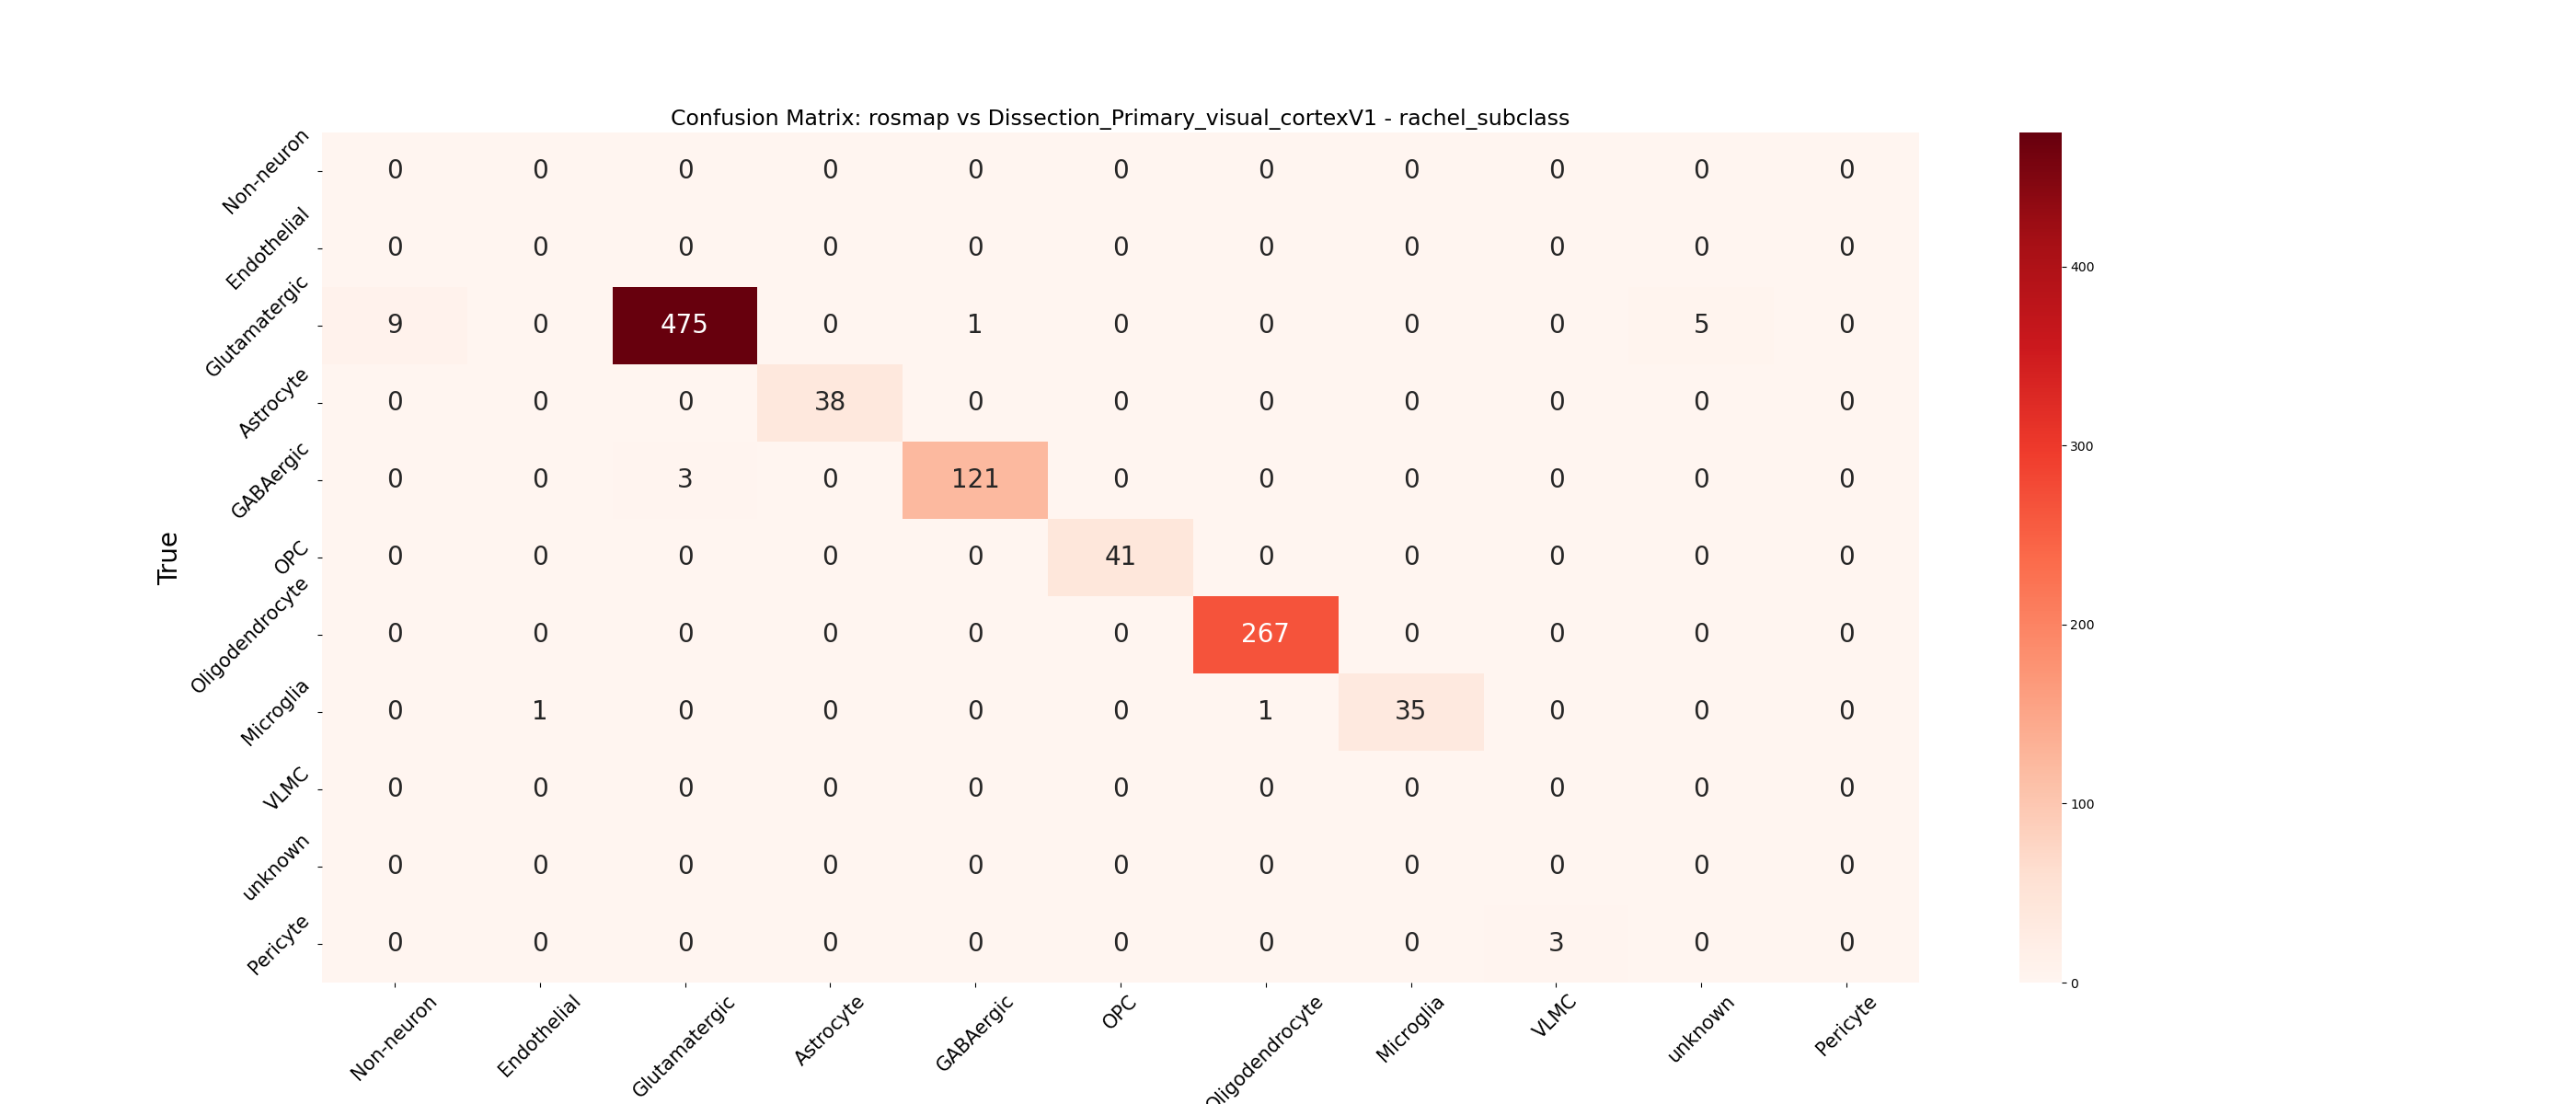 Confusion Matrix: rosmap vs Dissection_Primary_visual_cortexV1 - rachel_subclass
True
Non-neuron 0 0 0 0 0 0 0 0 0 0 0
Endothelial 0 0 0 0 0 0 0 0 0 0 0
Glutamatergic 9 0 475 0 1 0 0 0 0 5 0
Astrocyte 0 0 0 38 0 0 0 0 0 0 0
GABAergic 0 0 3 0 121 0 0 0 0 0 0
OPC 0 0 0 0 0 41 0 0 0 0 0
Oligodendrocyte 0 0 0 0 0 0 267 0 0 0 0
Microglia 0 1 0 0 0 0 1 35 0 0 0
VLMC 0 0 0 0 0 0 0 0 0 0 0
unknown 0 0 0 0 0 0 0 0 0 0 0
Pericyte 0 0 0 0 0 0 0 0 3 0 0
Non-neuron Endothelial Glutamatergic Astrocyte GABAergic OPC Oligodendrocyte Microglia VLMC unknown Pericyte
400
300
200
100
0